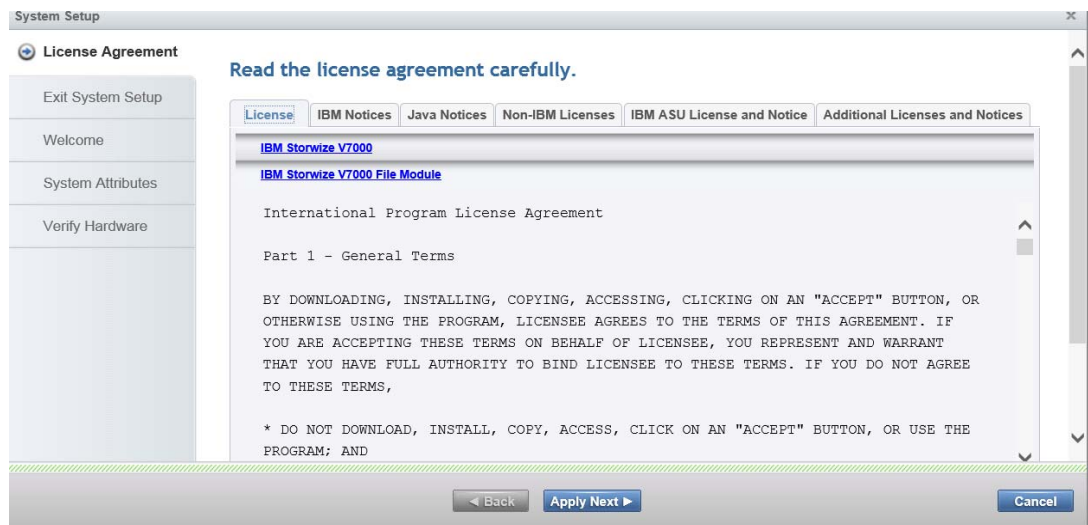 System Setup
License Agreement
Exit System Setup
Welcome
System Attributes
Verify Hardware
Read the license agreement carefully.
License IBM Notices Java Notices Non-IBM Licenses IBM ASU License and Notice Additional Licenses and Notices
IBM Storwize V7000
IBM Storwize V7000 File Module
International Program License Agreement
Part 1 - General Terms
BY DOWNLOADING, INSTALLING, COPYING, ACCESSING, CLICKING ON AN "ACCEPT" BUTTON, OR
OTHERWISE USING THE PROGRAM, LICENSEE AGREES TO THE TERMS OF THIS AGREEMENT. IF
YOU ARE ACCEPTING THESE TERMS ON BEHALF OF LICENSEE, YOU REPRESENT AND WARRANT
THAT YOU HAVE FULL AUTHORITY TO BIND LICENSEE TO THESE TERMS. IF YOU DO NOT AGREE
TO THESE TERMS,
* DO NOT DOWNLOAD, INSTALL, COPY, ACCESS, CLICK ON AN "ACCEPT" BUTTON, OR USE THE
PROGRAM; AND
Back Apply Next Cancel